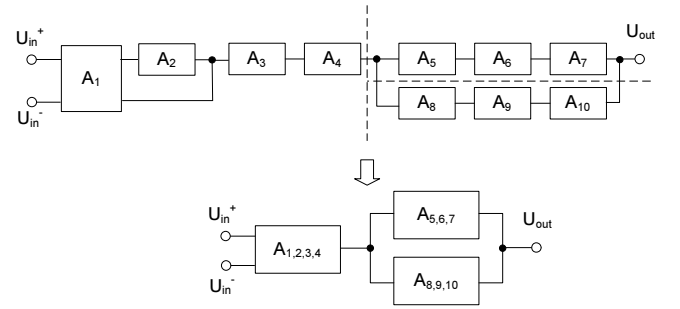 U_in^+
U_out
A_1 A_2 A_3 A_4 A_5 A_6 A_7
A_8 A_9 A_10
U_in^-
U_in^+
A_5,6,7
U_out
A_1,2,3,4
U_in^-
A_8,9,10